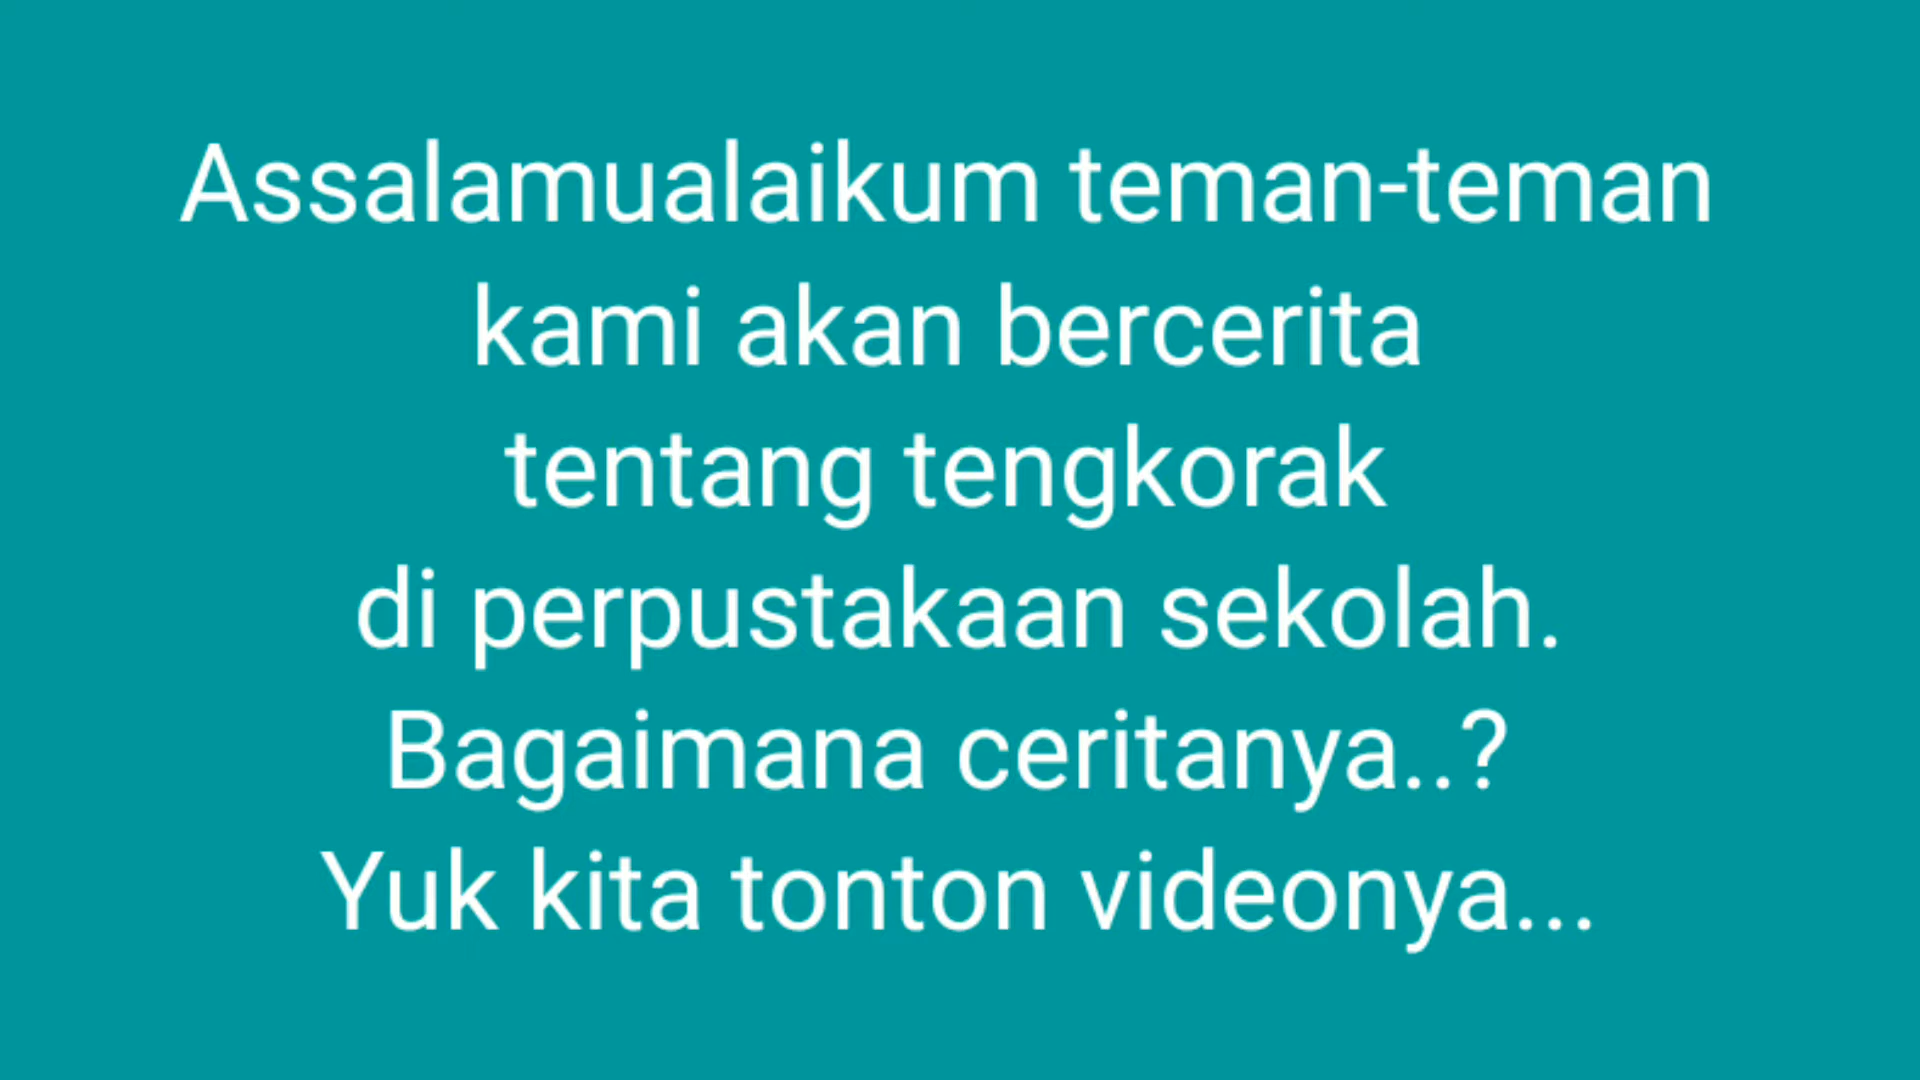 Assalamualaikum teman-teman
kami akan bercerita
tentang tengkorak
di perpustakaan sekolah.
Bagaimana ceritanya..?
Yuk kita tonton videonya...